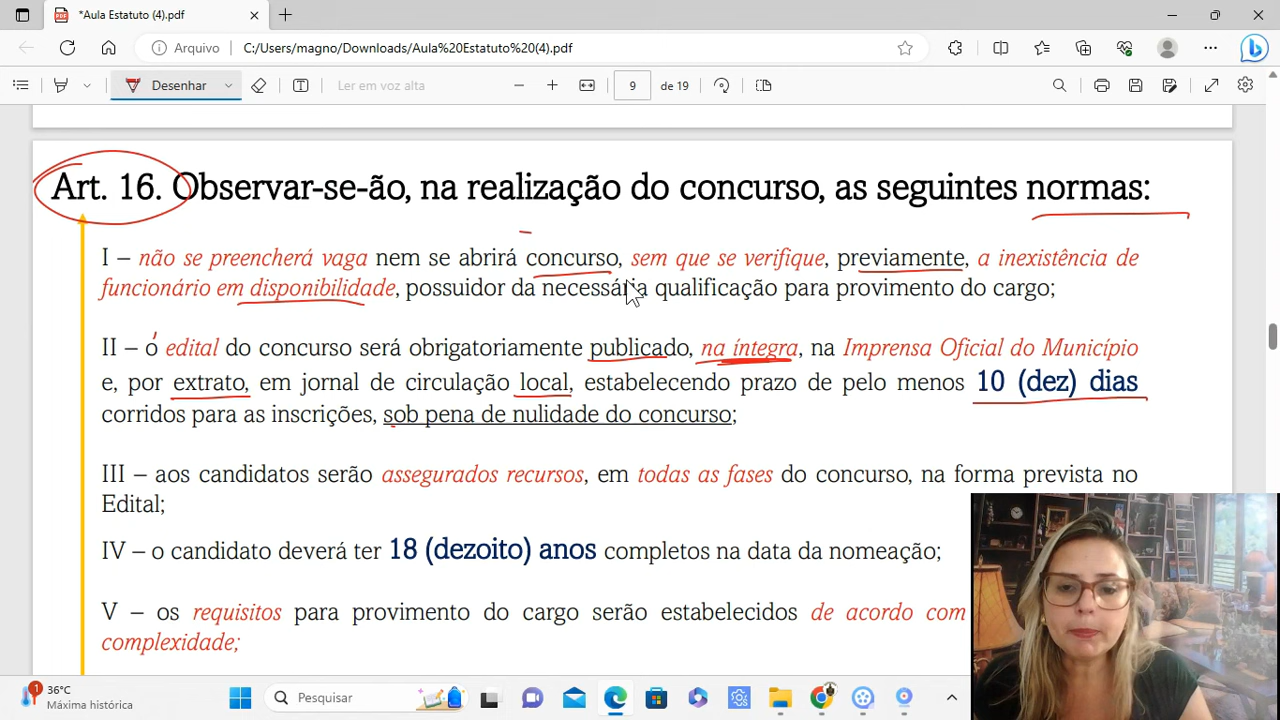 *Aula Estatuto (4).pdf
Arquivo C:/Users/magno/Downloads/Aula%20Estatuto%20(4).pdf
Desenhar Ler em voz alta 9 de 19
Art. 16. Observar-se-ão, na realização do concurso, as seguintes normas:
I – não se preencherá vaga nem se abrirá concurso, sem que se verifique, previamente, a inexistência de
funcionário em disponibilidade, possuidor da necessária qualificação para provimento do cargo;
II – o edital do concurso será obrigatoriamente publicado, na íntegra, na Imprensa Oficial do Município
e, por extrato, em jornal de circulação local, estabelecendo prazo de pelo menos 10 (dez) dias
corridos para as inscrições, sob pena de nulidade do concurso;
III – aos candidatos serão assegurados recursos, em todas as fases do concurso, na forma prevista no
Edital;
IV – o candidato deverá ter 18 (dezoito) anos completos na data da nomeação;
V – os requisitos para provimento do cargo serão estabelecidos de acordo com
complexidade;
1
36°C
Máxima histórica
Pesquisar